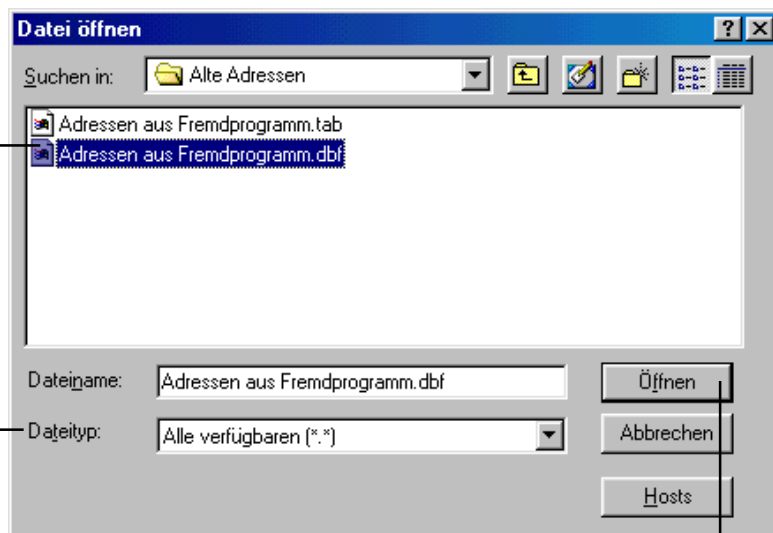 Datei öffnen
Suchen in: Alte Adressen
Adressen aus Fremdprogramm.tab
Adressen aus Fremdprogramm.dbf
Dateiname: Adressen aus Fremdprogramm.dbf Öffnen
Dateityp: Alle verfügbaren (*.*) Abbrechen
Hosts